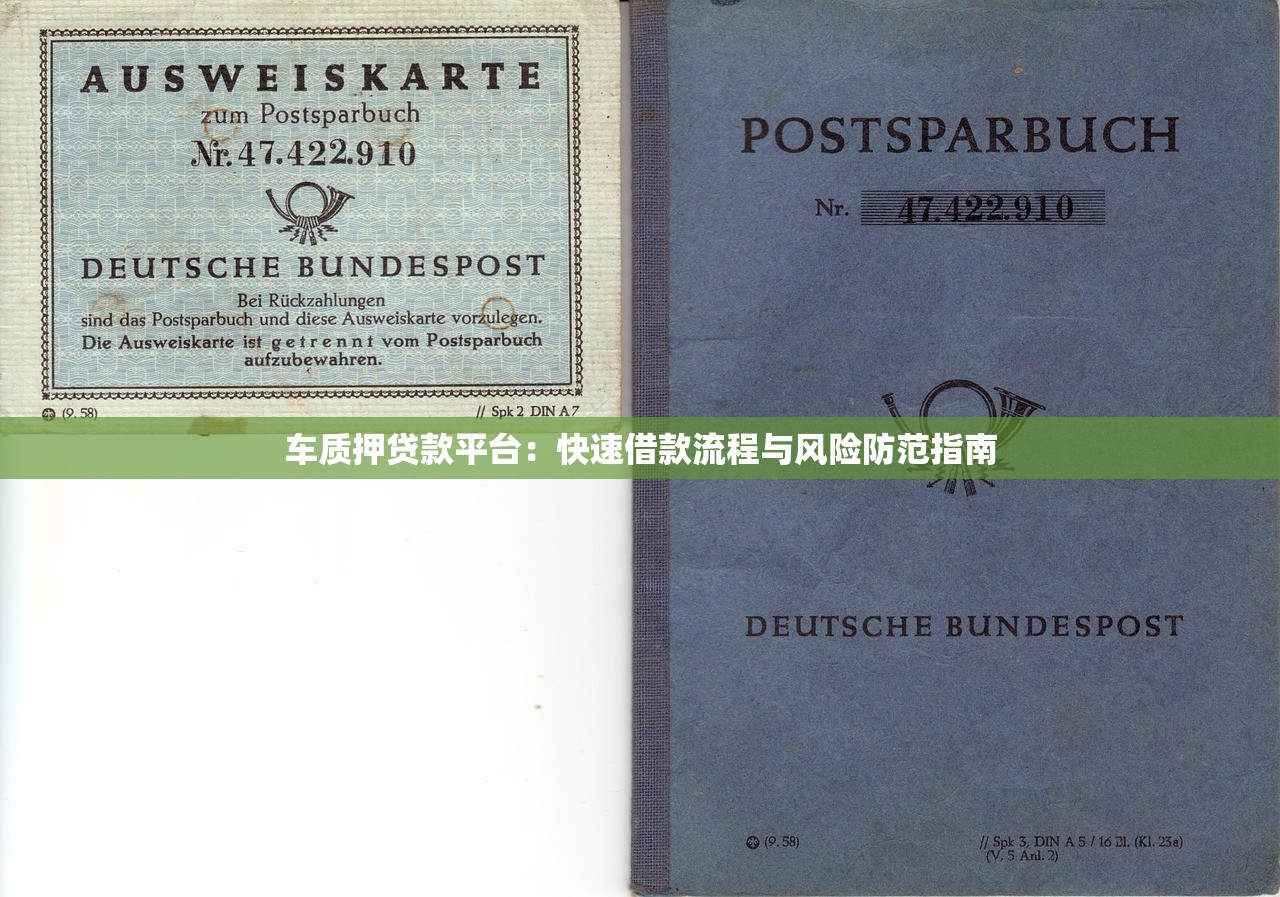 AUSWEISKARTE
zum Postsparbuch
Nr. 47.422.910
DEUTSCHE BUNDESPOST
Bei Rückzahlungen
sind das Postsparbuch und diese Ausweiskarte vorzulegen.
Die Ausweiskarte ist getrennt vom Postsparbuch
aufzubewahren.
(9. 58)
// Spk 2 DIN A 7
POSTSPARBUCH
Nr. 47.422.910
车质押贷款平台：快速借款流程与风险防范指南
DEUTSCHE BUNDESPOST
(9. 58)
// Spk 3, DIN A 5 / 16 Bl. (Kl. 23a)
(V, 5 Anl. 2)